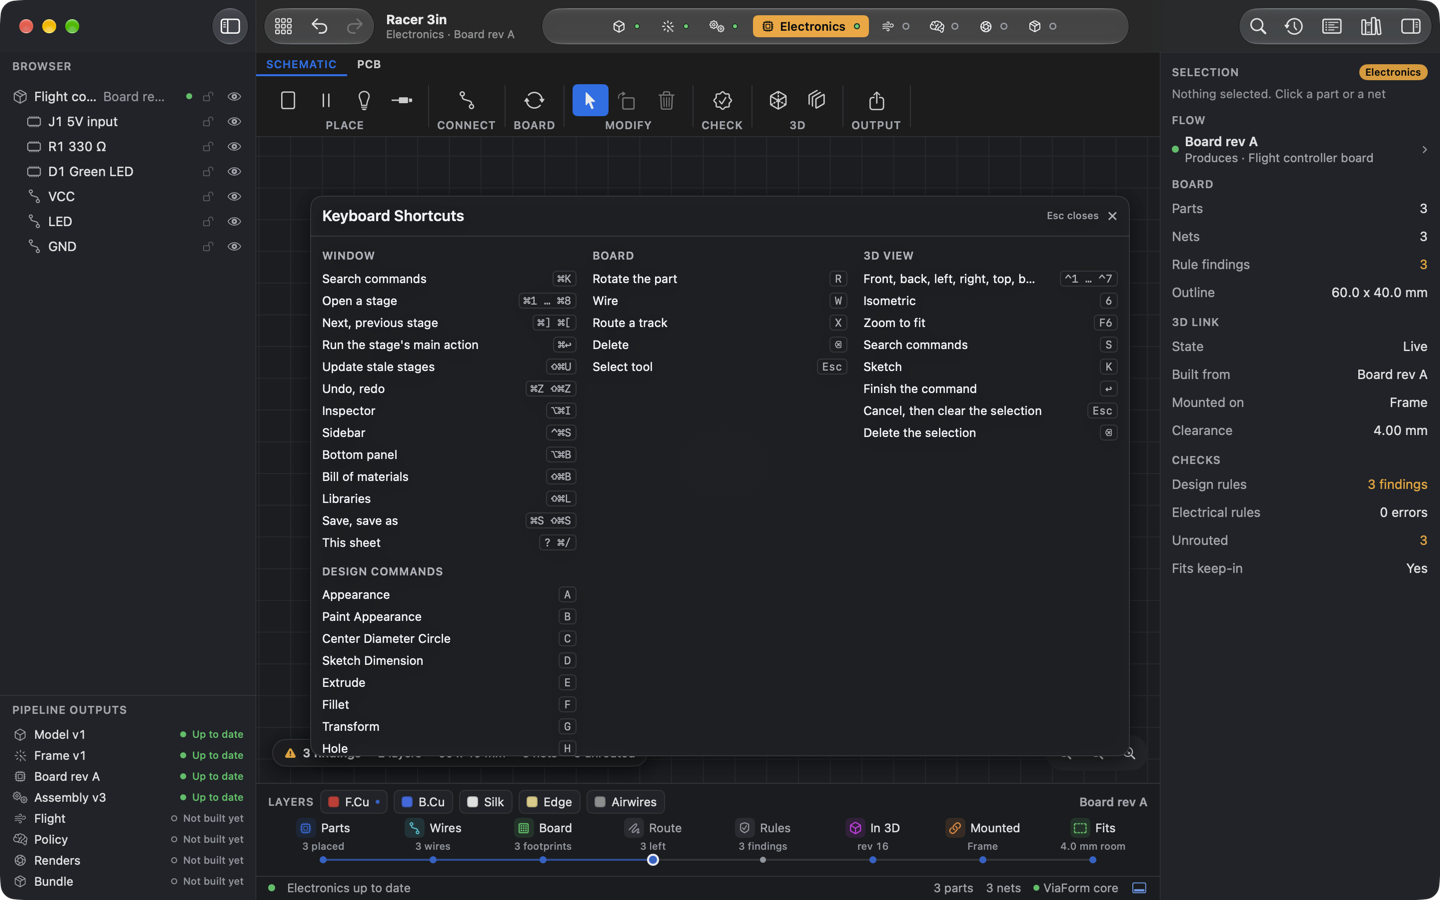 Racer 3in
Electronics · Board rev A
Electronics
BROWSER
Flight co... Board re...
J1 5V input
R1 330 Ω
D1 Green LED
VCC
LED
GND
PIPELINE OUTPUTS
Model v1 Up to date
Frame v1 Up to date
Board rev A Up to date
Assembly v3 Up to date
Flight Not built yet
Policy Not built yet
Renders Not built yet
Bundle Not built yet
SCHEMATIC PCB
PLACE CONNECT BOARD MODIFY CHECK 3D OUTPUT
Keyboard Shortcuts
Esc closes ×
WINDOW
Search commands ⌘K
Open a stage ⌘1 … ⌘8
Next, previous stage ⌘] ⌘[
Run the stage's main action ⌘↩
Update stale stages ⇧⌘U
Undo, redo ⌘Z ⇧⌘Z
Inspector ⌥⌘I
Sidebar ^⌘S
Bottom panel ⌥⌘B
Bill of materials ⇧⌘B
Libraries ⇧⌘L
Save, save as ⌘S ⇧⌘S
This sheet ? ⌘/
DESIGN COMMANDS
Appearance A
Paint Appearance B
Center Diameter Circle C
Sketch Dimension D
Extrude E
Fillet F
Transform G
Hole H
BOARD
Rotate the part R
Wire W
Route a track X
Delete ⌫
Select tool Esc
3D VIEW
Front, back, left, right, top, b... ^1 … ^7
Isometric 6
Zoom to fit F6
Search commands S
Sketch K
Finish the command ↩
Cancel, then clear the selection Esc
Delete the selection ⌫
LAYERS F.Cu B.Cu Silk Edge Airwires Board rev A
Parts Wires Board Route Rules In 3D Mounted Fits
3 placed 3 wires 3 footprints 3 left 3 findings rev 16 Frame 4.0 mm room
Electronics up to date 3 parts 3 nets ViaForm core
SELECTION Electronics
Nothing selected. Click a part or a net
FLOW
Board rev A
Produces · Flight controller board
BOARD
Parts 3
Nets 3
Rule findings 3
Outline 60.0 x 40.0 mm
3D LINK
State Live
Built from Board rev A
Mounted on Frame
Clearance 4.00 mm
CHECKS
Design rules 3 findings
Electrical rules 0 errors
Unrouted 3
Fits keep-in Yes